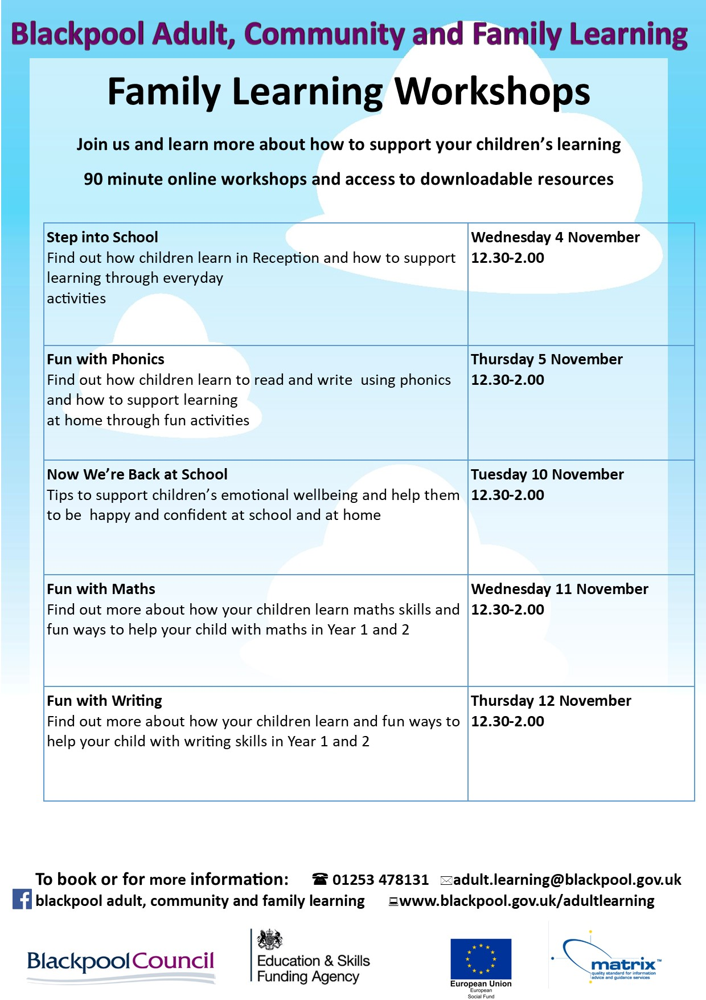 Blackpool Adult, Community and Family Learning
Family Learning Workshops
Join us and learn more about how to support your children’s learning
90 minute online workshops and access to downloadable resources
Step into School
Find out how children learn in Reception and how to support
learning through everyday
activities
Wednesday 4 November
12.30-2.00
Fun with Phonics
Find out how children learn to read and write  using phonics
and how to support learning
at home through fun activities
Thursday 5 November
12.30-2.00
Now We’re Back at School
Tips to support children’s emotional wellbeing and help them
to be  happy and confident at school and at home
Tuesday 10 November
12.30-2.00
Fun with Maths
Find out more about how your children learn maths skills and
fun ways to help your child with maths in Year 1 and 2
Wednesday 11 November
12.30-2.00
Fun with Writing
Find out more about how your children learn and fun ways to
help your child with writing skills in Year 1 and 2
Thursday 12 November
12.30-2.00
To book or for more information: ☎ 01253 478131 ✉adult.learning@blackpool.gov.uk
f blackpool adult, community and family learning 💻www.blackpool.gov.uk/adultlearning
BlackpoolCouncil
Education & Skills
Funding Agency
European Union
European
Social Fund
matrix™
quality standard for information
advice and guidance services